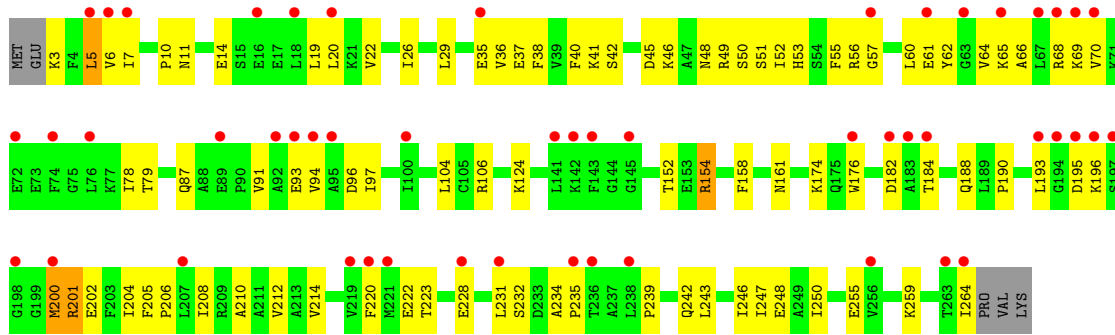 MET GLU K3 F4 L5 V6 I7 P10 N11 E14 S15 E16 E17 L18 L19 L20 K21 V22 I26 L29 E35 V36 E37 F38 V39 F40 K41 S42 D45 K46 A47 N48 R49 S50 S51 I52 H53 S54 F55 R56 G57 L60 E61 Y62 G63 V64 K65 A66 L67 R68 K69 V70 K71
E72 E73 F74 G75 L76 K77 I78 T79 Q87 A88 E89 P90 V91 A92 E93 V94 A95 D96 I97 I100 L104 C105 R106 K124 L141 K142 F143 G144 G145 T152 E153 R154 F158 N161 K174 Q175 W176 D182 A183 T184 Q188 L189 P190 L193 G194 D195 K196 S197
G198 G199 M200 R201 E202 F203 I204 F205 P206 L207 I208 R209 A210 A211 V212 A213 V214 V219 F220 M221 E222 T223 E228 L231 S232 D233 A234 P235 T236 A237 L238 P239 Q242 L243 I246 I247 E248 A249 I250 E255 V256 K259 T263 I264 PRO VAL LYS